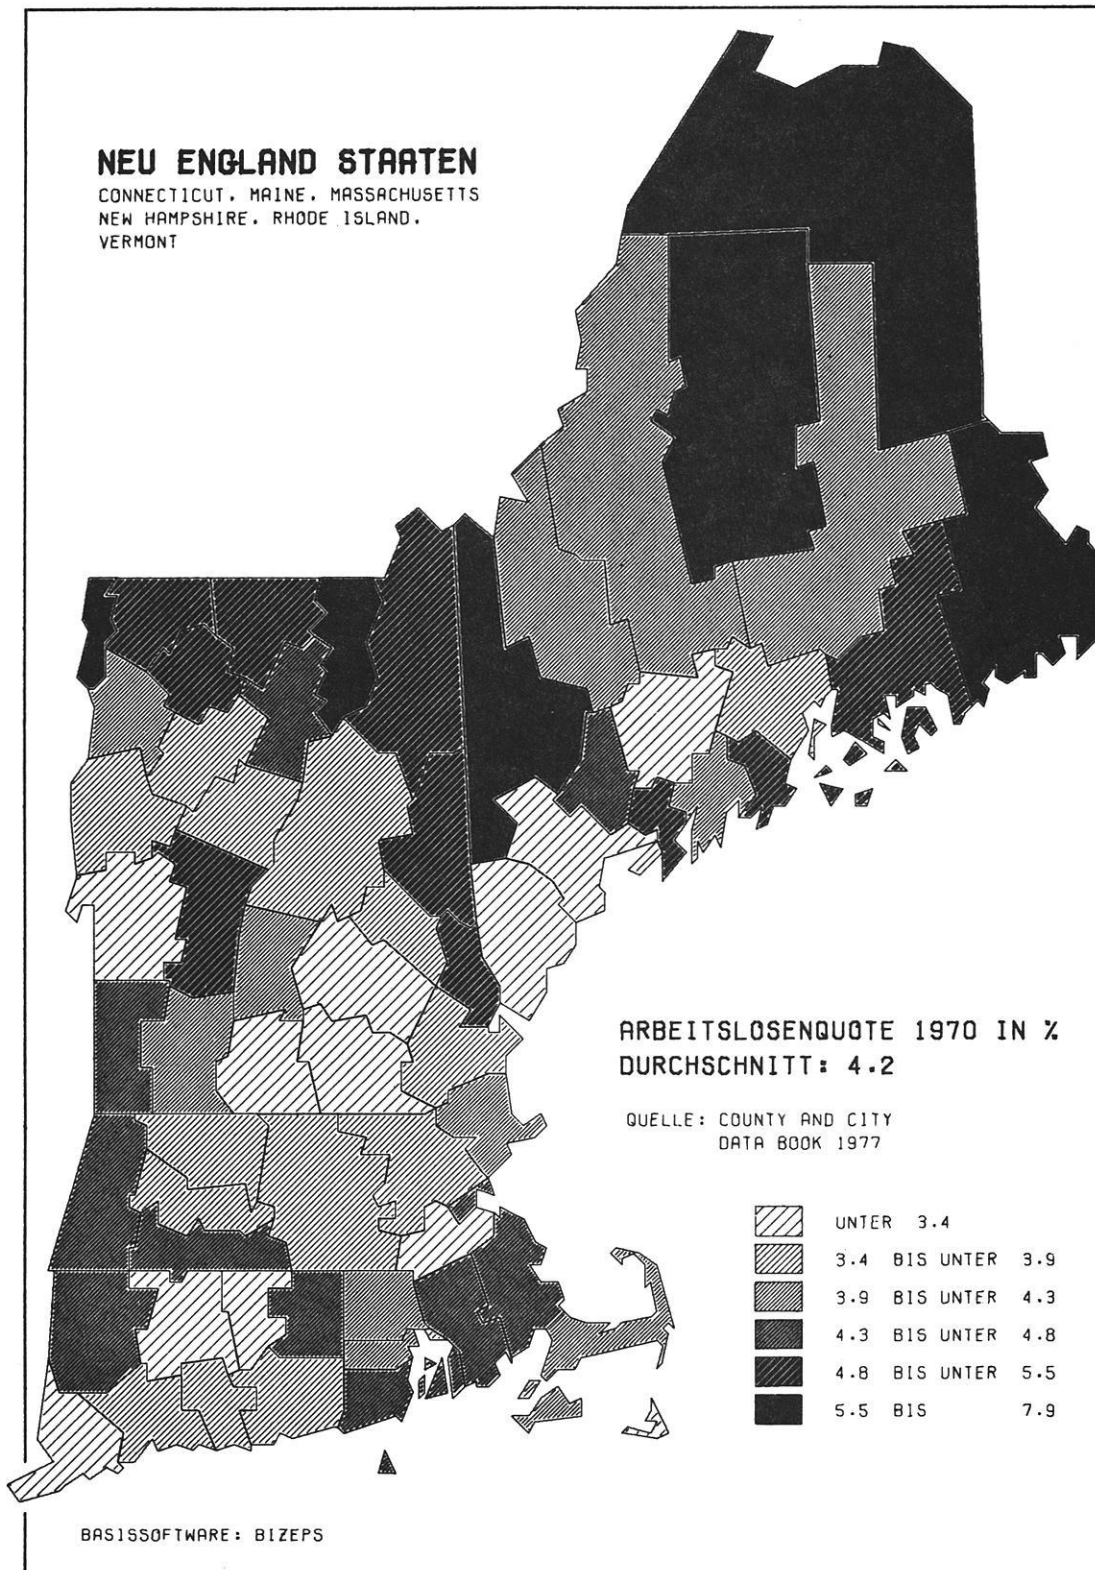 NEU ENGLAND STAATEN
CONNECTICUT. MAINE. MASSACHUSETTS
NEW HAMPSHIRE. RHODE ISLAND.
VERMONT
ARBEITSLOSENQUOTE 1970 IN %
DURCHSCHNITT: 4.2
QUELLE: COUNTY AND CITY
DATA BOOK 1977
UNTER 3.4
3.4 BIS UNTER 3.9
3.9 BIS UNTER 4.3
4.3 BIS UNTER 4.8
4.8 BIS UNTER 5.5
5.5 BIS 7.9
BASISSOFTWARE: BIZEPS